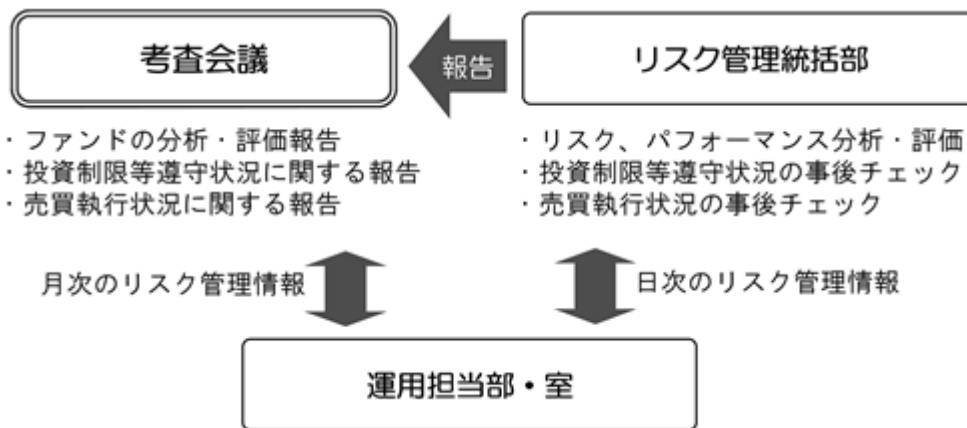 考査会議
報告
リスク管理統括部
・ファンドの分析・評価報告
・投資制限等遵守状況に関する報告
・売買執行状況に関する報告
・リスク、パフォーマンス分析・評価
・投資制限等遵守状況の事後チェック
・売買執行状況の事後チェック
月次のリスク管理情報
日次のリスク管理情報
運用担当部・室